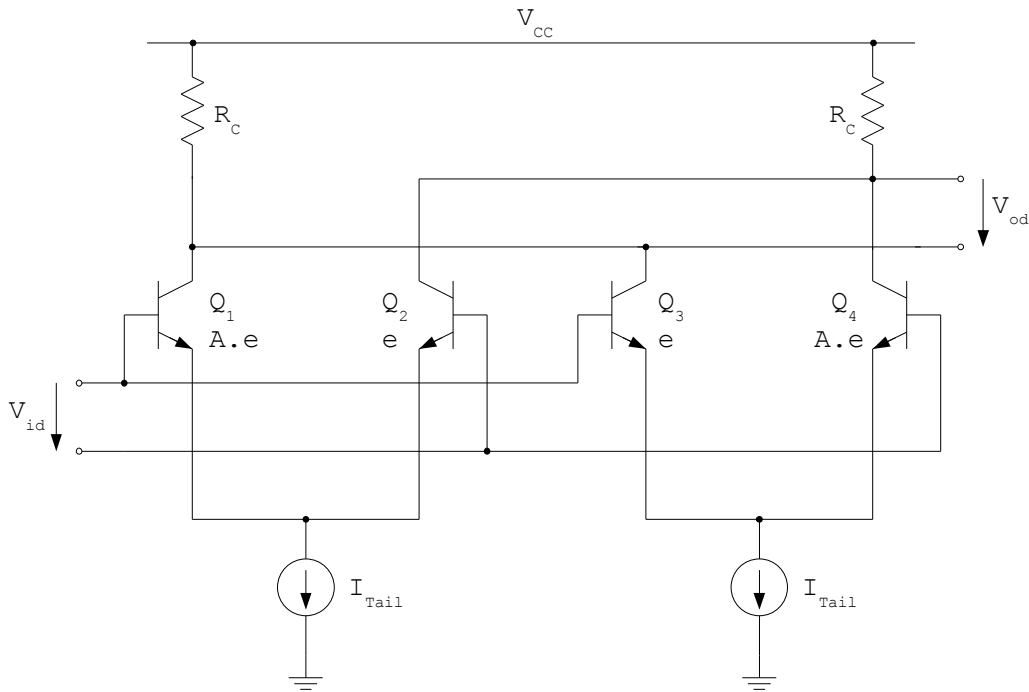 V_CC
R_C
R_C
V_od
Q_1
A.e
Q_2
e
Q_3
e
Q_4
A.e
V_id
I_Tail
I_Tail